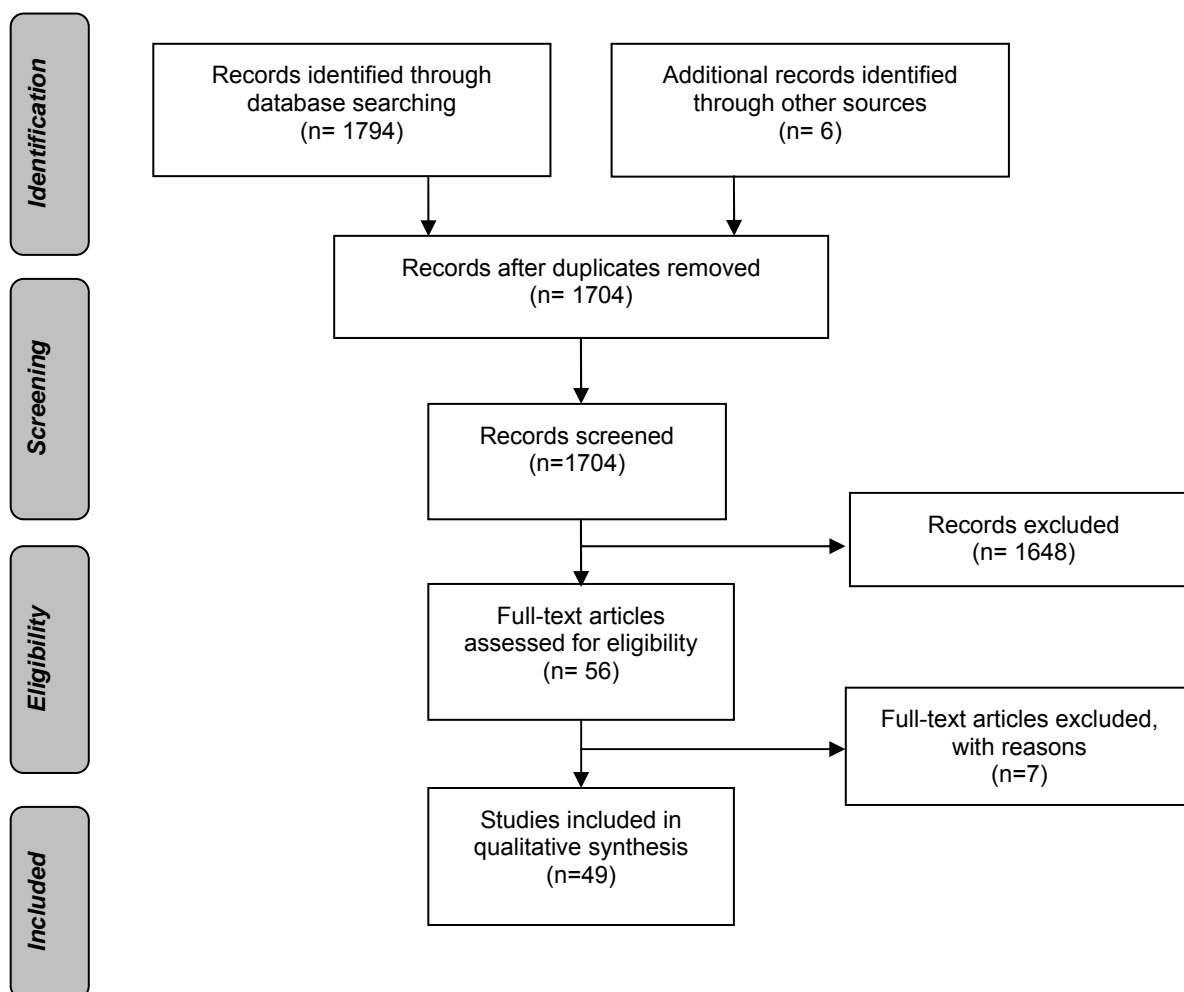 Identification
Records identified through
database searching
(n= 1794)
Additional records identified
through other sources
(n= 6)
Records after duplicates removed
(n= 1704)
Screening
Records screened
(n=1704)
Records excluded
(n= 1648)
Eligibility
Full-text articles
assessed for eligibility
(n= 56)
Full-text articles excluded,
with reasons
(n=7)
Included
Studies included in
qualitative synthesis
(n=49)